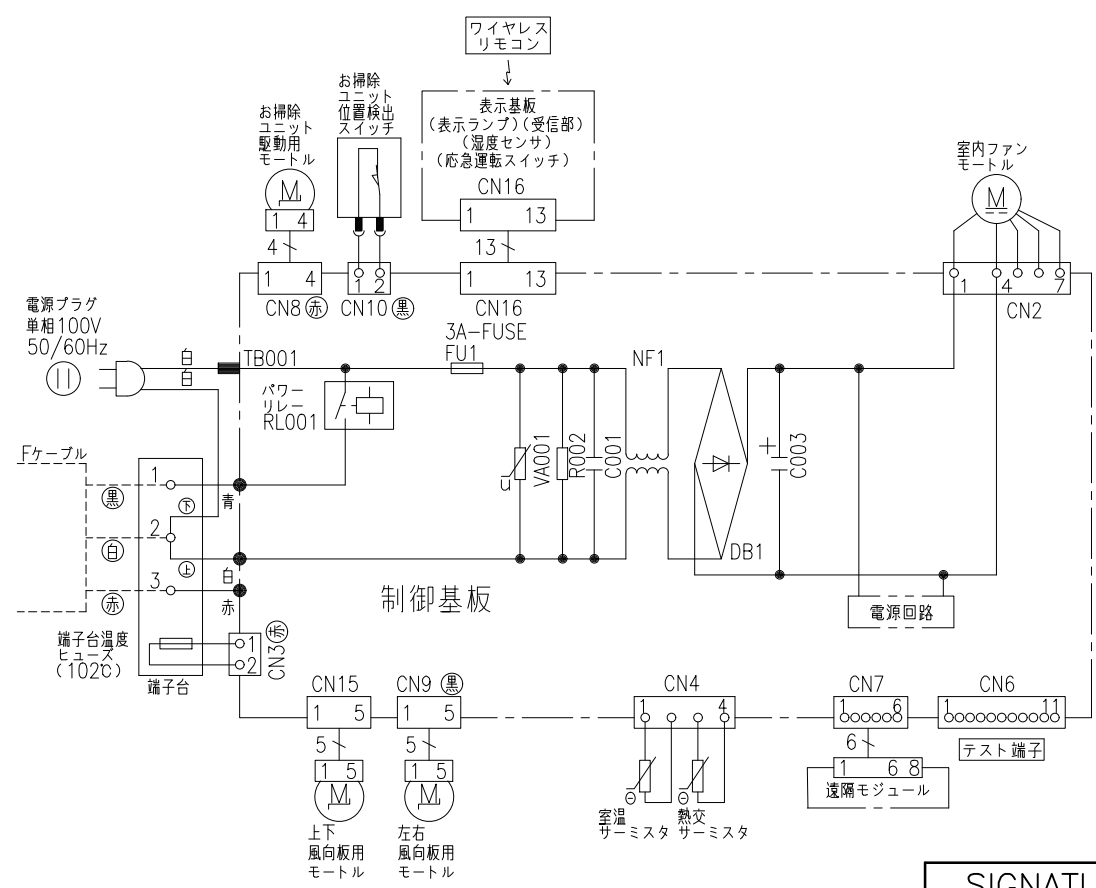 ワイヤレス
リモコン
お掃除
ユニット
位置検出
スイッチ
お掃除
ユニット
駆動用
モートル
M
1 4
4
表示基板
(表示ランプ)(受信部)
(湿度センサ)
(応急運転スイッチ)
CN16
1 13
13
室内ファン
モートル
M
1 4
CN8 赤
1 2
CN10 黒
1 13
CN16
1 4 7
CN2
電源プラグ
単相100V
50/60Hz
白
白
TB001
3A-FUSE
FU1
NF1
パワー
リレー
RL001
VA001
R002
C001
+
C003
DB1
Fケーブル
1
黒
下
青
2
白
上
白
3
赤
赤
制御基板
電源回路
端子台温度
ヒューズ
(102℃)
端子台
1
2
CN3 赤
CN15
1 5
5
1 5
M
上下
風向板用
モートル
CN9 黒
1 5
5
1 5
M
左右
風向板用
モートル
CN4
1 4
室温
サーミスタ
熱交
サーミスタ
CN7
1 6
6
1 6 8
遠隔モジュール
CN6
1 11
テスト端子